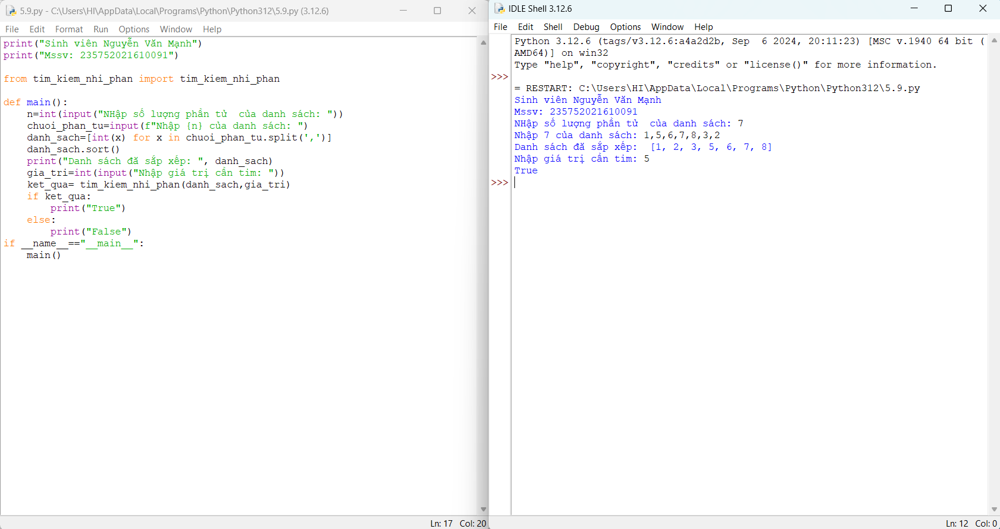 5.9.py - C:\Users\HI\AppData\Local\Programs\Python\Python312\5.9.py (3.12.6)
File Edit Format Run Options Window Help
print("Sinh viên Nguyễn Văn Mạnh")
print("Mssv: 235752021610091")
from tim_kiem_nhi_phan import tim_kiem_nhi_phan
def main():
    n=int(input("NHập số lượng phần tử  của danh sách: "))
    chuoi_phan_tu=input(f"Nhập {n} của danh sách: ")
    danh_sach=[int(x) for x in chuoi_phan_tu.split(',')]
    danh_sach.sort()
    print("Danh sách đã sắp xếp: ", danh_sach)
    gia_tri=int(input("Nhập giá trị cần tim: "))
    ket_qua= tim_kiem_nhi_phan(danh_sach,gia_tri)
    if ket_qua:
        print("True")
    else:
        print("False")
if __name__=="__main__":
    main()
Ln: 17 Col: 20
IDLE Shell 3.12.6
File Edit Shell Debug Options Window Help
Python 3.12.6 (tags/v3.12.6:a4a2d2b, Sep  6 2024, 20:11:23) [MSC v.1940 64 bit (
AMD64)] on win32
Type "help", "copyright", "credits" or "license()" for more information.
>>>
= RESTART: C:\Users\HI\AppData\Local\Programs\Python\Python312\5.9.py
Sinh viên Nguyễn Văn Mạnh
Mssv: 235752021610091
NHập số lượng phần tử  của danh sách: 7
Nhập 7 của danh sách: 1,5,6,7,8,3,2
Danh sách đã sắp xếp:  [1, 2, 3, 5, 6, 7, 8]
Nhập giá trị cần tim: 5
True
>>>
Ln: 12 Col: 0